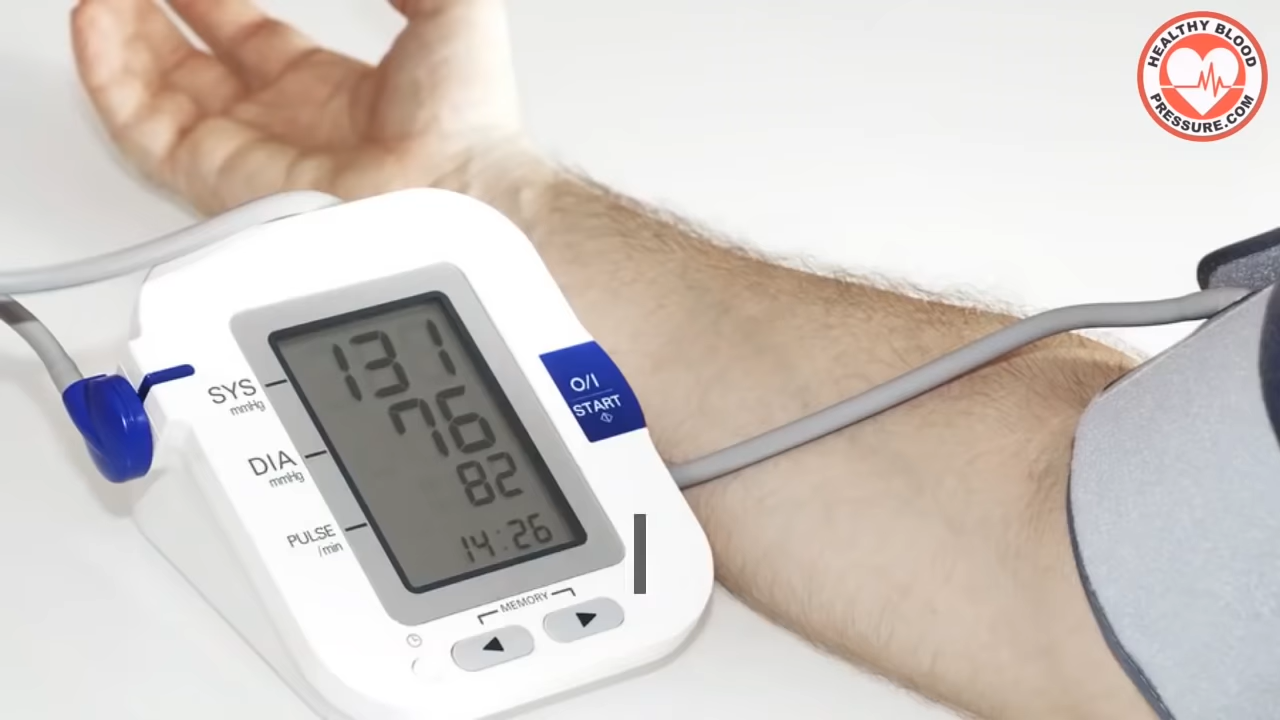 HEALTHY BLOOD
PRESSURE.COM
131
SYS
mmHg
76
DIA
mmHg
82
PULSE
/min
14:26
O/I
START
MEMORY